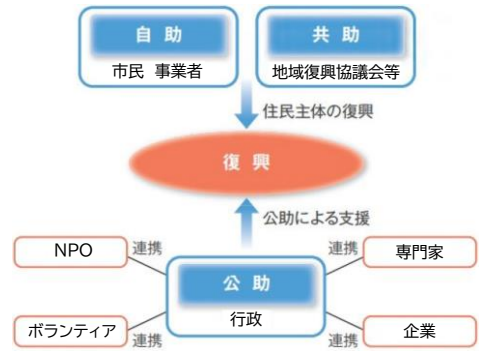 自助
共助
市民 事業者
地域復興協議会等
住民主体の復興
復興
公助による支援
NPO
連携
連携
専門家
公助
行政
ボランティア
連携
連携
企業